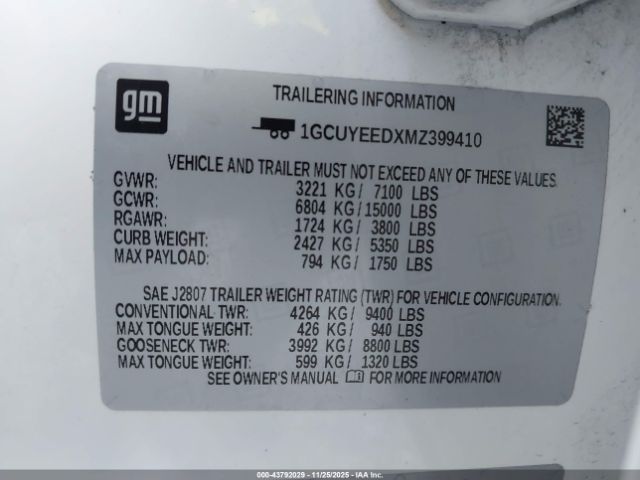 gm
TRAILERING INFORMATION
1GCUYEEDXMZ399410
VEHICLE AND TRAILER MUST NOT EXCEED ANY OF THESE VALUES.
GVWR: 3221 KG/ 7100 LBS
GCWR: 6804 KG/15000 LBS
RGAWR: 1724 KG/ 3800 LBS
CURB WEIGHT: 2427 KG/ 5350 LBS
MAX PAYLOAD: 794 KG/ 1750 LBS
SAE J2807 TRAILER WEIGHT RATING (TWR) FOR VEHICLE CONFIGURATION.
CONVENTIONAL TWR: 4264 KG/ 9400 LBS
MAX TONGUE WEIGHT: 426 KG/ 940 LBS
GOOSENECK TWR: 3992 KG/ 8800 LBS
MAX TONGUE WEIGHT: 599 KG/ 1320 LBS
SEE OWNER'S MANUAL FOR MORE INFORMATION
000-43792029 - 11/25/2025 - IAABU